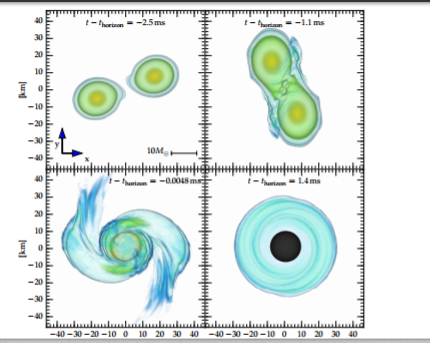 t − t_horizon = −2.5 ms
t − t_horizon = −1.1 ms
[km]
40
30
20
10
0
−10
−20
−30
−40
y
x
10M⊙
t − t_horizon = −0.0048 ms
t − t_horizon = 1.4 ms
[km]
40
30
20
10
0
−10
−20
−30
−40
−40 −30 −20 −10 0 10 20 30 40
−40 −30 −20 −10 0 10 20 30 40